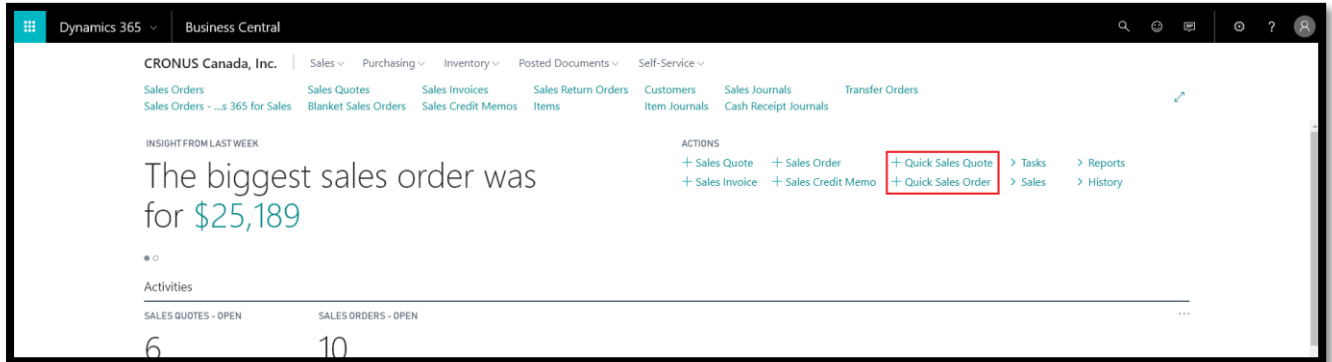 Dynamics 365 Business Central ?
CRONUS Canada, Inc. Sales Purchasing Inventory Posted Documents Self-Service
Sales Orders Sales Quotes Sales Invoices Sales Return Orders Customers Sales Journals Transfer Orders
Sales Orders - ...s 365 for Sales Blanket Sales Orders Sales Credit Memos Items Item Journals Cash Receipt Journals
INSIGHT FROM LAST WEEK
The biggest sales order was
for $25,189
ACTIONS
+ Sales Quote + Sales Order + Quick Sales Quote > Tasks > Reports
+ Sales Invoice + Sales Credit Memo + Quick Sales Order > Sales > History
Activities
SALES QUOTES - OPEN SALES ORDERS - OPEN ...
6 10